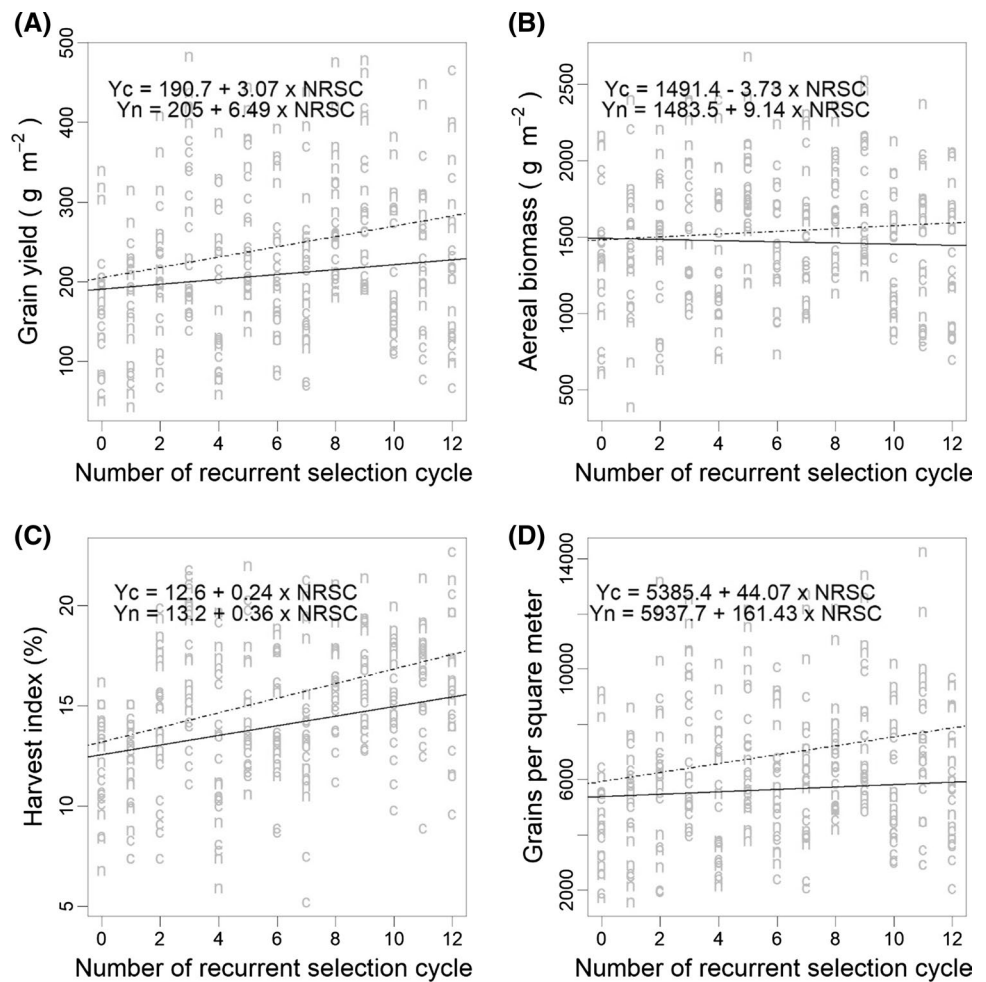 (A)
Yc = 190.7 + 3.07 x NRSC
Yn = 205 + 6.49 x NRSC
Grain yield ( g m−2 )
500
400
300
200
100
0 2 4 6 8 10 12
Number of recurrent selection cycle
(B)
Yc = 1491.4 - 3.73 x NRSC
Yn = 1483.5 + 9.14 x NRSC
Aereal biomass ( g m−2 )
2500
2000
1500
1000
500
0 2 4 6 8 10 12
Number of recurrent selection cycle
(C)
Yc = 12.6 + 0.24 x NRSC
Yn = 13.2 + 0.36 x NRSC
Harvest index (%)
20
15
10
5
0 2 4 6 8 10 12
Number of recurrent selection cycle
(D)
Yc = 5385.4 + 44.07 x NRSC
Yn = 5937.7 + 161.43 x NRSC
Grains per square meter
14000
10000
6000
2000
0 2 4 6 8 10 12
Number of recurrent selection cycle